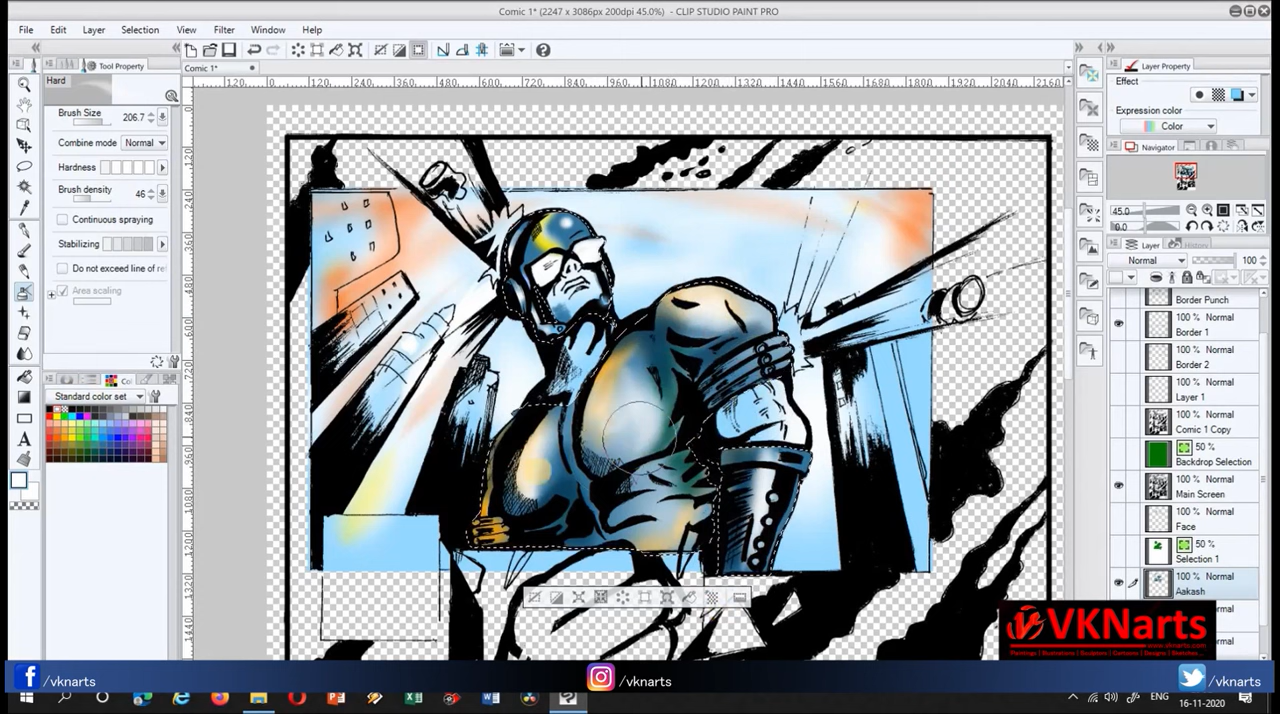 Comic 1* (2247 x 3086px 200dpi 45.0%) - CLIP STUDIO PAINT PRO
File Edit Layer Selection View Filter Window Help
Tool Property
Comic 1*
Hard
Brush Size 206.7
Combine mode Normal
Hardness
Brush density 46
Continuous spraying
Stabilizing
Do not exceed line of re
Area scaling
Standard color set
Layer Property
Effect
Expression color
Color
Navigator
45.0
0.0
Layer History
Normal 100
Border Punch
100 % Normal
Border 1
100 % Normal
Border 2
100 % Normal
Layer 1
100 % Normal
Comic 1 Copy
50 %
Backdrop Selection
100 % Normal
Main Screen
100 % Normal
Face
50 %
Selection 1
100 % Normal
Aakash
VKNarts
/vknarts
/vknarts
/vknarts
ENG
16-11-2020